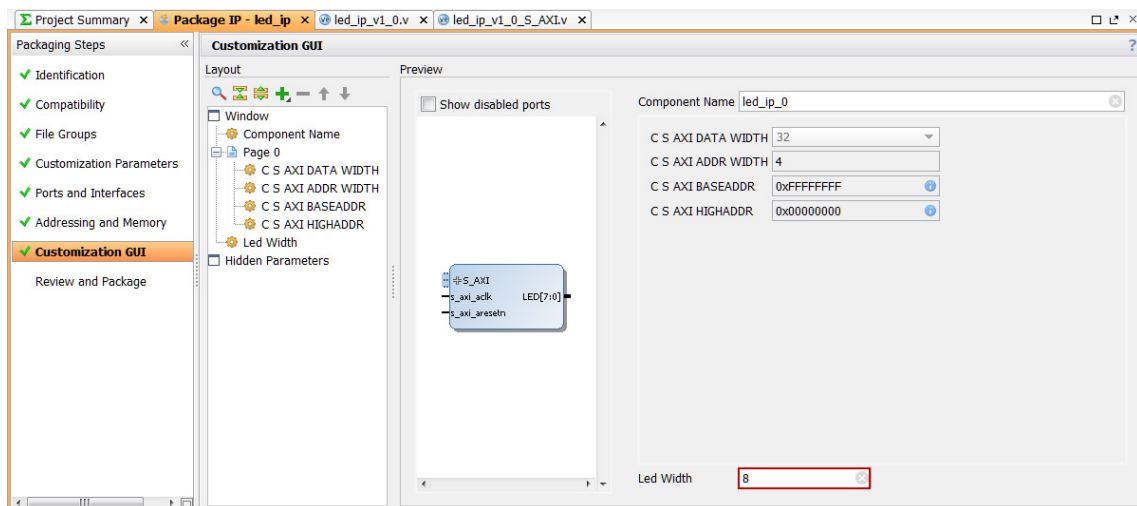 Project Summary
Package IP - led_ip
led_ip_v1_0.v
led_ip_v1_0_S_AXI.v
Packaging Steps
Identification
Compatibility
File Groups
Customization Parameters
Ports and Interfaces
Addressing and Memory
Customization GUI
Review and Package
Customization GUI
Layout
Window
Component Name
Page 0
C S AXI DATA WIDTH
C S AXI ADDR WIDTH
C S AXI BASEADDR
C S AXI HIGHADDR
Led Width
Hidden Parameters
Preview
Show disabled ports
S_AXI
s_axi_aclk LED[7:0]
s_axi_aresetn
Component Name led_ip_0
C S AXI DATA WIDTH 32
C S AXI ADDR WIDTH 4
C S AXI BASEADDR 0xFFFFFFFF
C S AXI HIGHADDR 0x00000000
Led Width 8